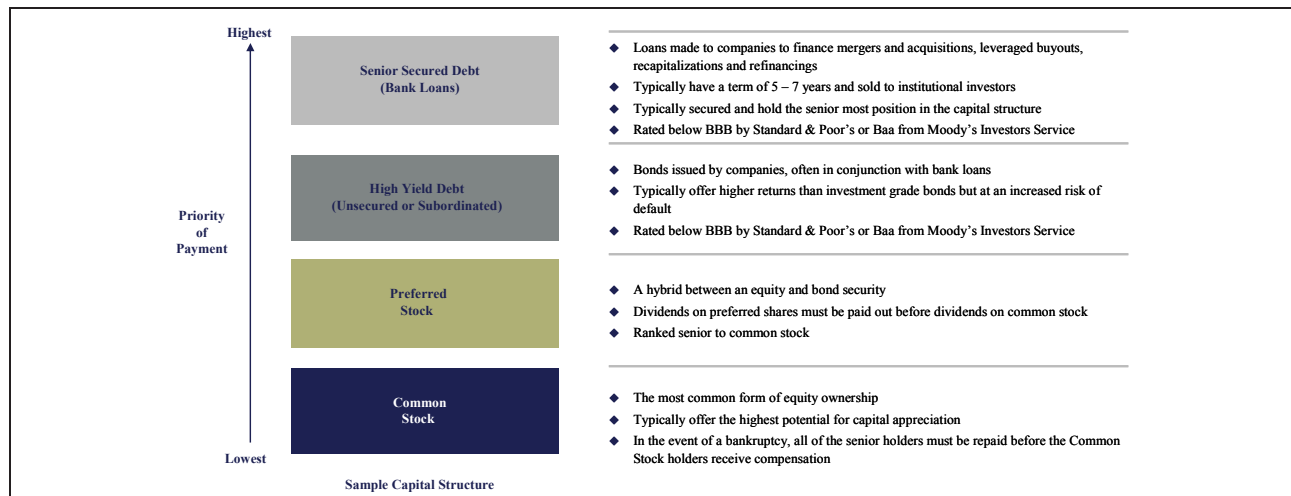 Highest
Senior Secured Debt
(Bank Loans)
◆ Loans made to companies to finance mergers and acquisitions, leveraged buyouts,
recapitalizations and refinancings
◆ Typically have a term of 5 – 7 years and sold to institutional investors
◆ Typically secured and hold the senior most position in the capital structure
◆ Rated below BBB by Standard & Poor's or Baa from Moody's Investors Service
Priority
of
Payment
High Yield Debt
(Unsecured or Subordinated)
◆ Bonds issued by companies, often in conjunction with bank loans
◆ Typically offer higher returns than investment grade bonds but at an increased risk of
default
◆ Rated below BBB by Standard & Poor's or Baa from Moody's Investors Service
Preferred
Stock
◆ A hybrid between an equity and bond security
◆ Dividends on preferred shares must be paid out before dividends on common stock
◆ Ranked senior to common stock
Common
Stock
◆ The most common form of equity ownership
◆ Typically offer the highest potential for capital appreciation
◆ In the event of a bankruptcy, all of the senior holders must be repaid before the Common
Stock holders receive compensation
Lowest
Sample Capital Structure